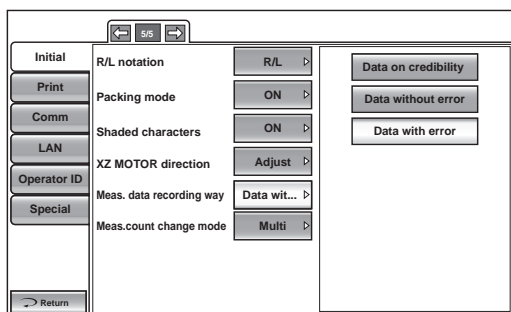 5/5
Initial
Print
Comm
LAN
Operator ID
Special
Return
R/L notation R/L
Packing mode ON
Shaded characters ON
XZ MOTOR direction Adjust
Meas. data recording way Data wit...
Meas.count change mode Multi
Data on credibility
Data without error
Data with error